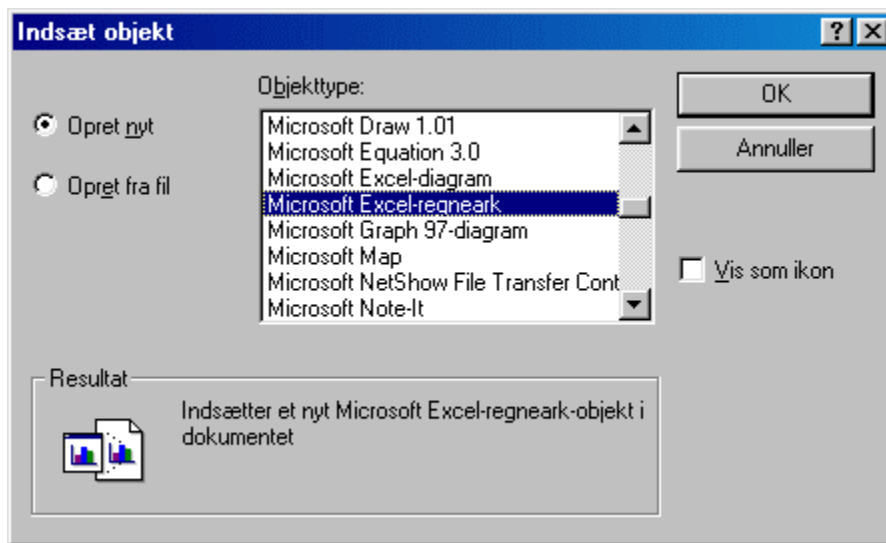 Indsæt objekt
Objekttype:
Opret nyt
Opret fra fil
Microsoft Draw 1.01
Microsoft Equation 3.0
Microsoft Excel-diagram
Microsoft Excel-regneark
Microsoft Graph 97-diagram
Microsoft Map
Microsoft NetShow File Transfer Cont
Microsoft Note-It
OK
Annuller
Vis som ikon
Resultat
Indsætter et nyt Microsoft Excel-regneark-objekt i
dokumentet